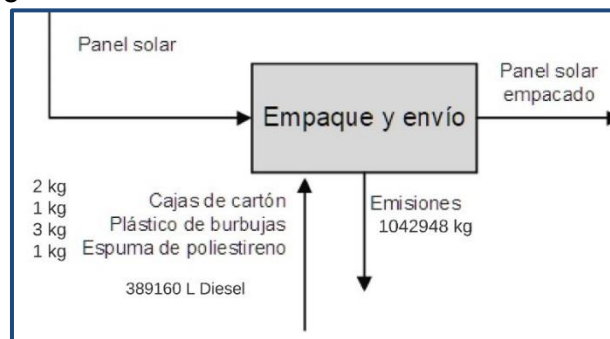 Panel solar
Panel solar
empacado
Empaque y envío
2 kg
1 kg
3 kg
1 kg
Cajas de cartón
Plástico de burbujas
Espuma de poliestireno
389160 L Diesel
Emisiones
1042948 kg